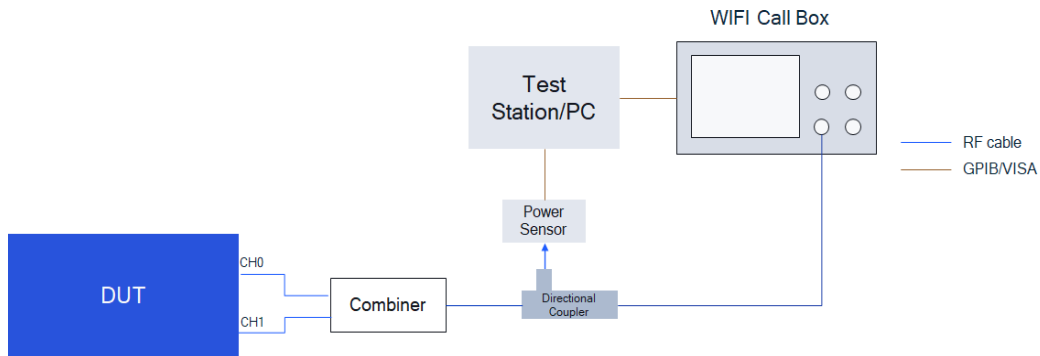 WIFI Call Box
Test
Station/PC
RF cable
GPIB/VISA
Power
Sensor
CH0
DUT
Combiner
Directional
Coupler
CH1